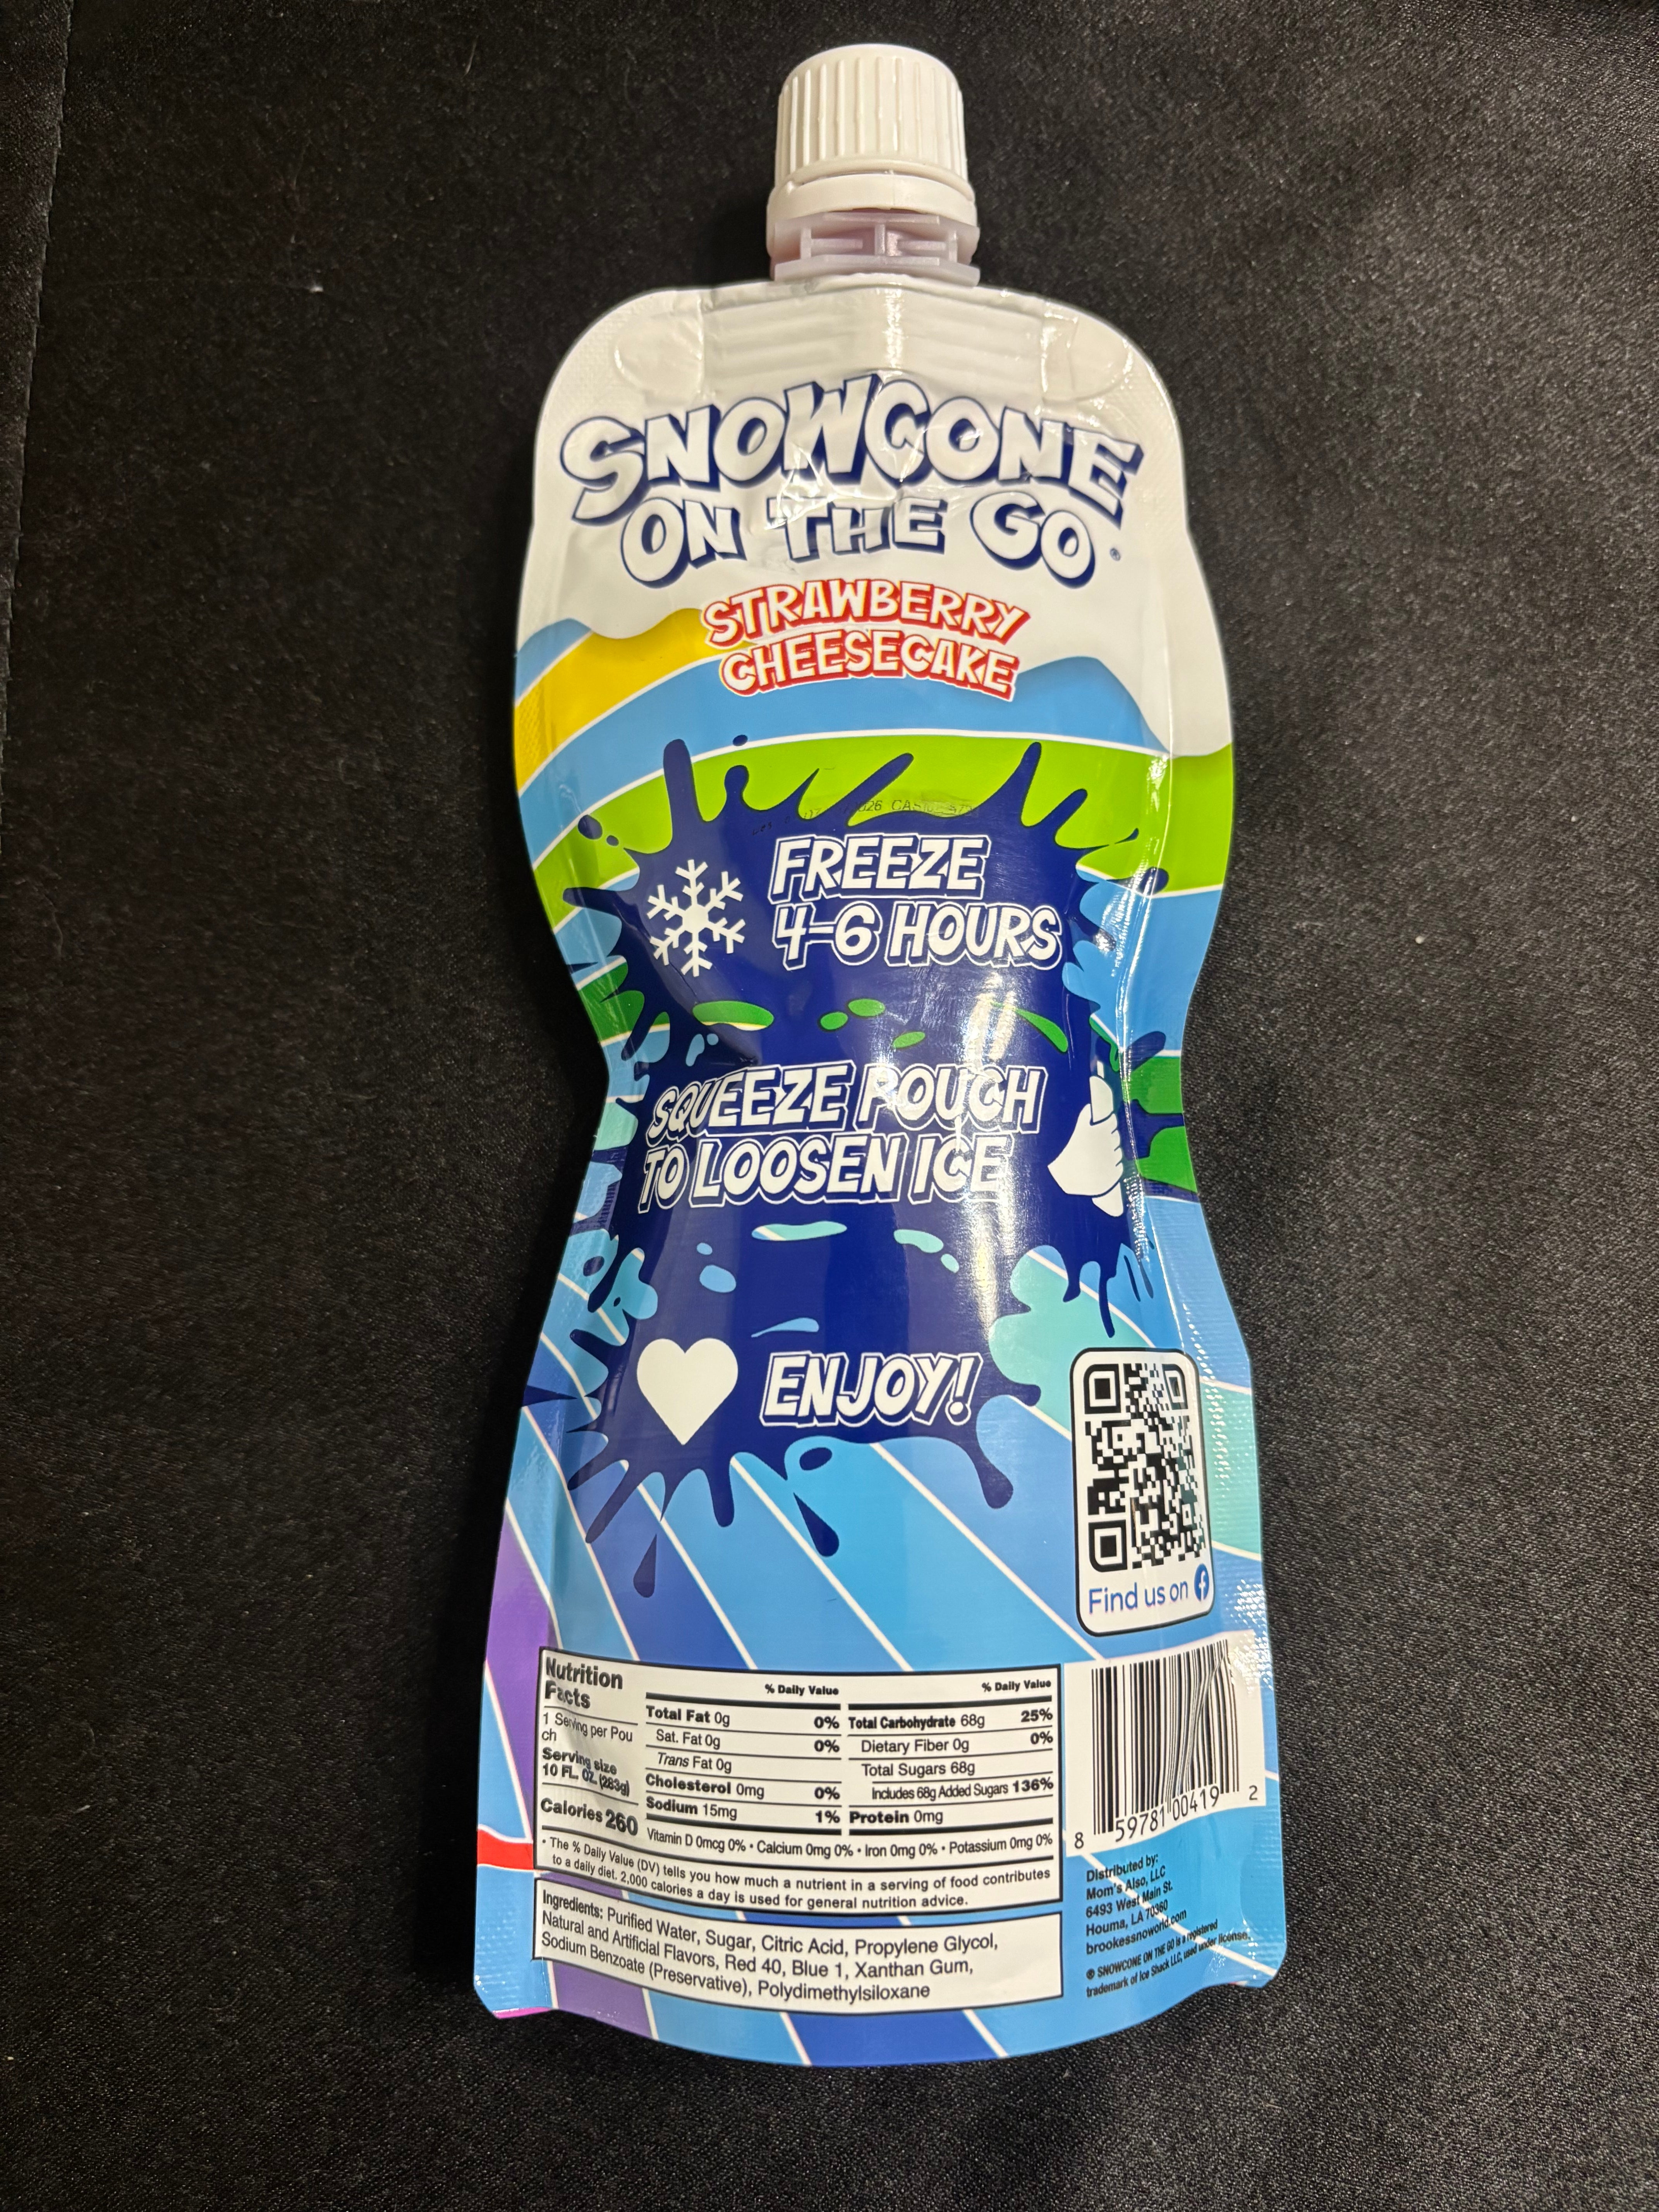 SNOWCONE
ON THE GO®
STRAWBERRY
CHEESECAKE
FREEZE
4-6 HOURS
SQUEEZE POUCH
TO LOOSEN ICE
ENJOY!
Find us on
Nutrition
Facts
1 Serving per Pou
ch
Serving size
10 FL. OZ. (283g)
Calories 260
% Daily Value
Total Fat 0g 0%
Sat. Fat 0g 0%
Trans Fat 0g
Cholesterol 0mg 0%
Sodium 15mg 1%
% Daily Value
Total Carbohydrate 68g 25%
Dietary Fiber 0g 0%
Total Sugars 68g
Includes 68g Added Sugars 136%
Protein 0mg
Vitamin D 0mcg 0% • Calcium 0mg 0% • Iron 0mg 0% • Potassium 0mg 0%
• The % Daily Value (DV) tells you how much a nutrient in a serving of food contributes
to a daily diet. 2,000 calories a day is used for general nutrition advice.
Ingredients: Purified Water, Sugar, Citric Acid, Propylene Glycol,
Natural and Artificial Flavors, Red 40, Blue 1, Xanthan Gum,
Sodium Benzoate (Preservative), Polydimethylsiloxane
8 59781 00419 2
Distributed by:
Mom's Also, LLC
6493 West Main St.
Houma, LA 70360
brookessnoworld.com
® SNOWCONE ON THE GO is a registered
trademark of Ice Shack LLC, used under license.